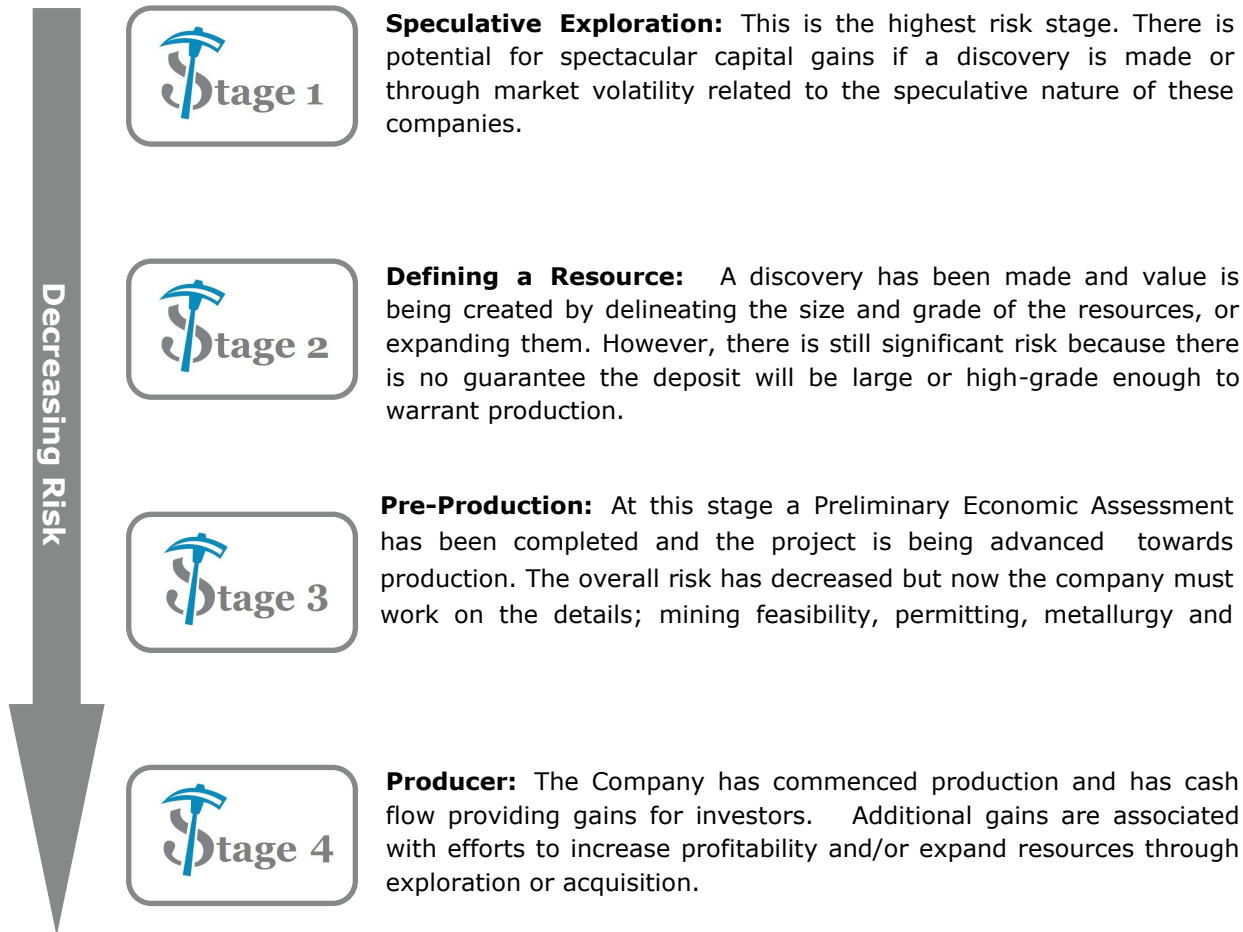 Stage 1
Speculative Exploration: This is the highest risk stage. There is
potential for spectacular capital gains if a discovery is made or
through market volatility related to the speculative nature of these
companies.
Decreasing Risk
Stage 2
Defining a Resource: A discovery has been made and value is
being created by delineating the size and grade of the resources, or
expanding them. However, there is still significant risk because there
is no guarantee the deposit will be large or high-grade enough to
warrant production.
Stage 3
Pre-Production: At this stage a Preliminary Economic Assessment
has been completed and the project is being advanced towards
production. The overall risk has decreased but now the company must
work on the details; mining feasibility, permitting, metallurgy and
Stage 4
Producer: The Company has commenced production and has cash
flow providing gains for investors. Additional gains are associated
with efforts to increase profitability and/or expand resources through
exploration or acquisition.